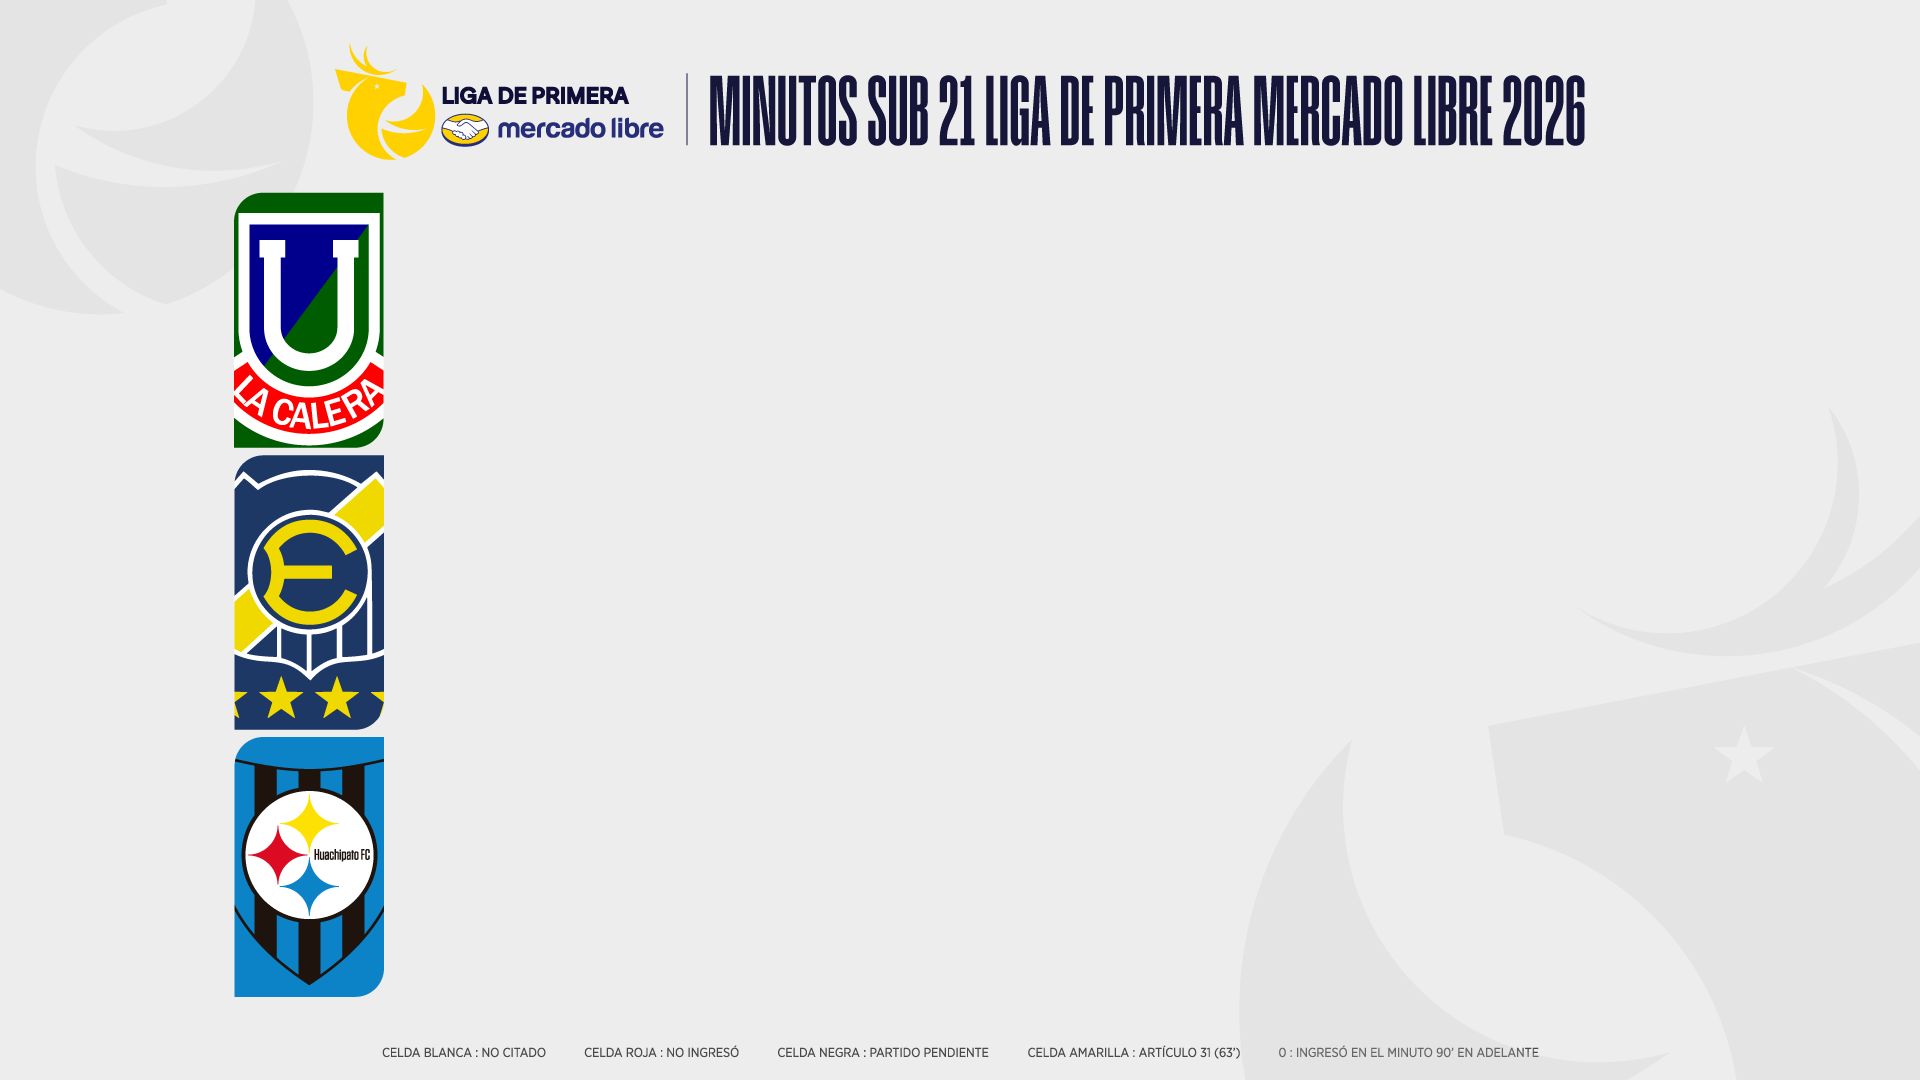 LIGA DE PRIMERA
mercado libre
MINUTOS SUB 21 LIGA DE PRIMERA MERCADO LIBRE 2026
U
LA CALERA
E
Huachipato FC
CELDA BLANCA : NO CITADO
CELDA ROJA : NO INGRESÓ
CELDA NEGRA : PARTIDO PENDIENTE
CELDA AMARILLA : ARTÍCULO 31 (63')
0 : INGRESÓ EN EL MINUTO 90' EN ADELANTE